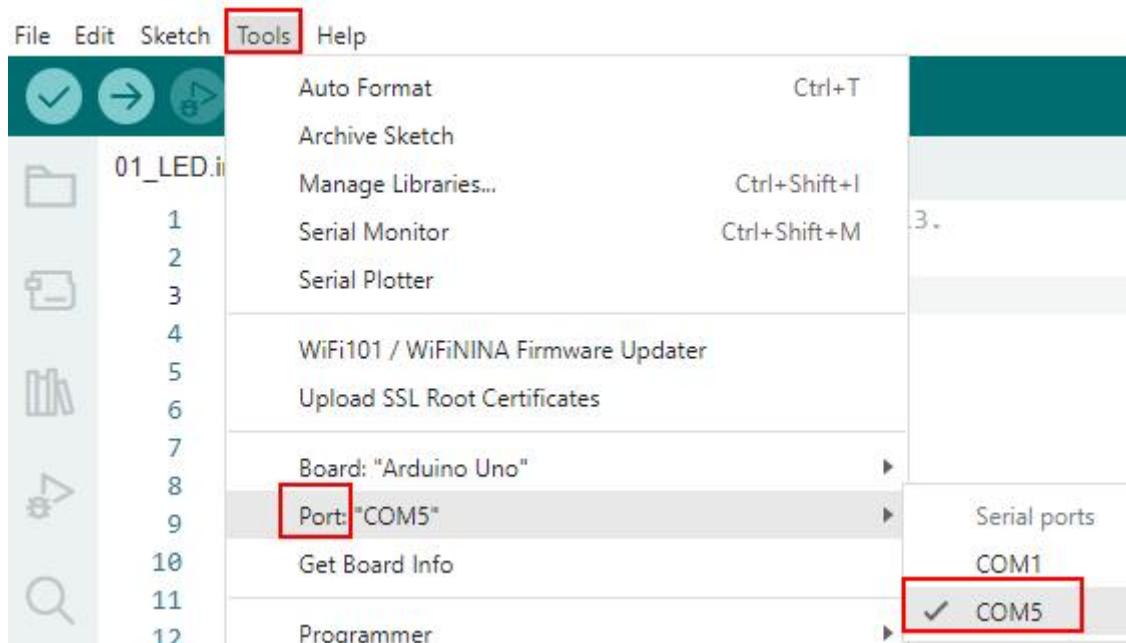 File Edit Sketch Tools Help
01_LED.i
Auto Format Ctrl+T
Archive Sketch
Manage Libraries... Ctrl+Shift+I
Serial Monitor Ctrl+Shift+M
Serial Plotter
WiFi101 / WiFiNINA Firmware Updater
Upload SSL Root Certificates
Board: "Arduino Uno"
Port: "COM5"
Get Board Info
Programmer
Serial ports
COM1
COM5
1
2
3
4
5
6
7
8
9
10
11
12
3.